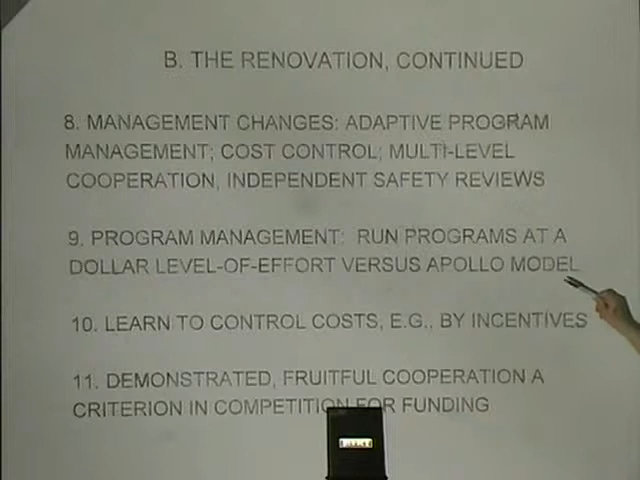 B. THE RENOVATION, CONTINUED
8. MANAGEMENT CHANGES: ADAPTIVE PROGRAM
MANAGEMENT; COST CONTROL; MULTI-LEVEL
COOPERATION, INDEPENDENT SAFETY REVIEWS
9. PROGRAM MANAGEMENT: RUN PROGRAMS AT A
DOLLAR LEVEL-OF-EFFORT VERSUS APOLLO MODEL
10. LEARN TO CONTROL COSTS, E.G., BY INCENTIVES
11. DEMONSTRATED, FRUITFUL COOPERATION A
CRITERION IN COMPETITION FOR FUNDING